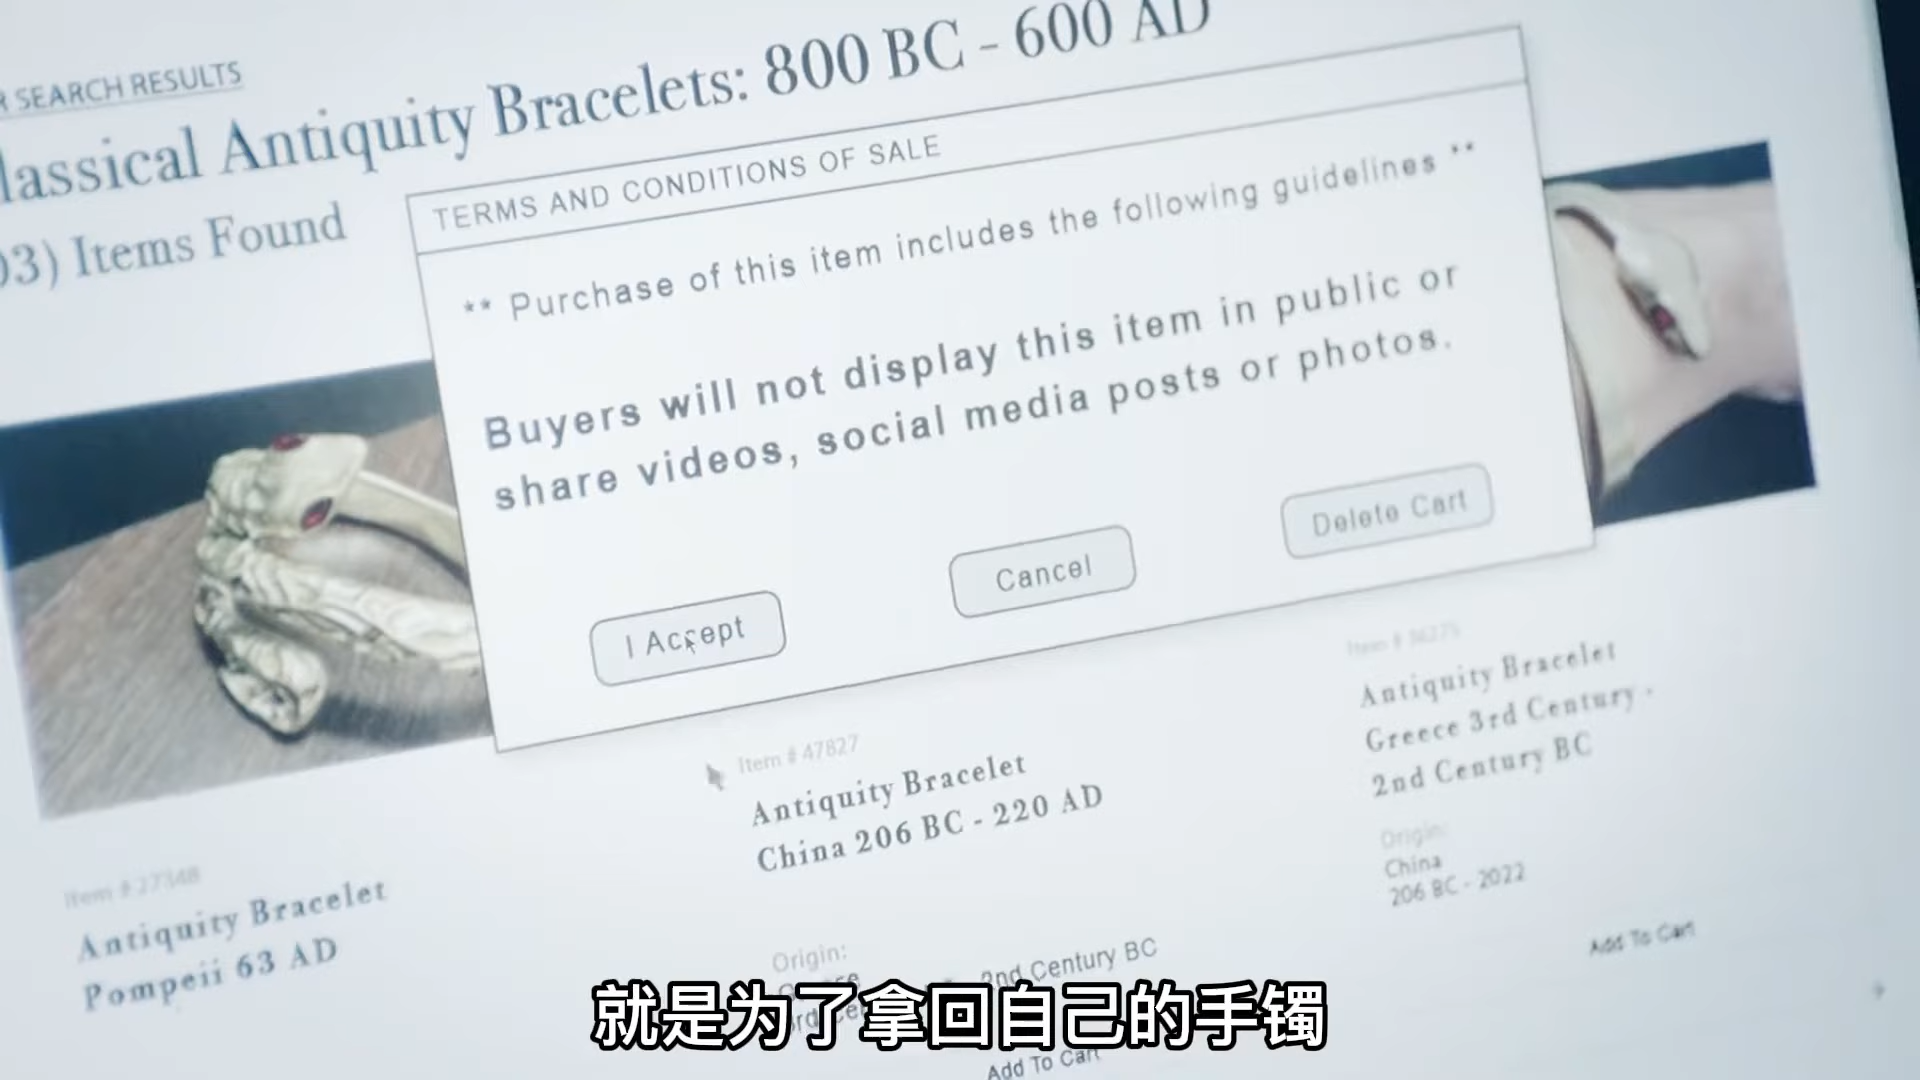 R SEARCH RESULTS
lassical Antiquity Bracelets: 800 BC - 600 AD
03) Items Found
TERMS AND CONDITIONS OF SALE
** Purchase of this item includes the following guidelines **
Buyers will not display this item in public or
share videos, social media posts or photos.
I Accept
Cancel
Delete Cart
Item # 27348
Antiquity Bracelet
Pompeii 63 AD
Item # 47827
Antiquity Bracelet
China 206 BC - 220 AD
Origin:
2nd Century BC
Add To Cart
Item #
Antiquity Bracelet
Greece 3rd Century -
2nd Century BC
Origin:
China
206 BC - 2022
Add To Cart
就是为了拿回自己的手镯